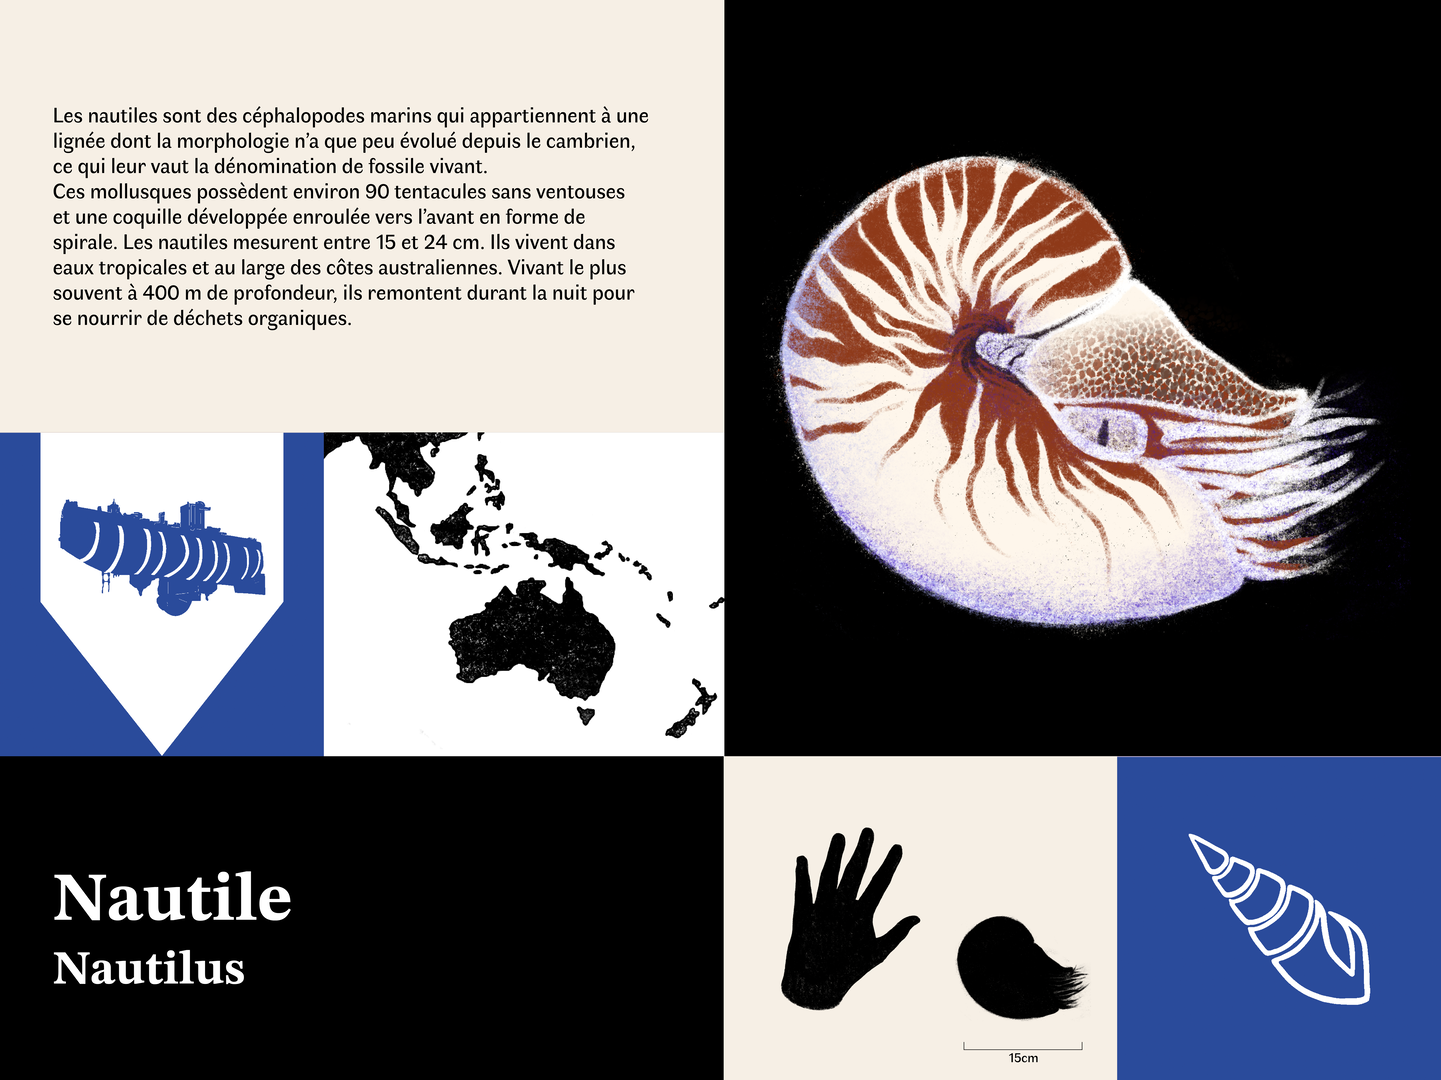 Les nautiles sont des céphalopodes marins qui appartiennent à une
lignée dont la morphologie n’a que peu évolué depuis le cambrien,
ce qui leur vaut la dénomination de fossile vivant.
Ces mollusques possèdent environ 90 tentacules sans ventouses
et une coquille développée enroulée vers l’avant en forme de
spirale. Les nautiles mesurent entre 15 et 24 cm. Ils vivent dans
eaux tropicales et au large des côtes australiennes. Vivant le plus
souvent à 400 m de profondeur, ils remontent durant la nuit pour
se nourrir de déchets organiques.
Nautile
Nautilus
15cm